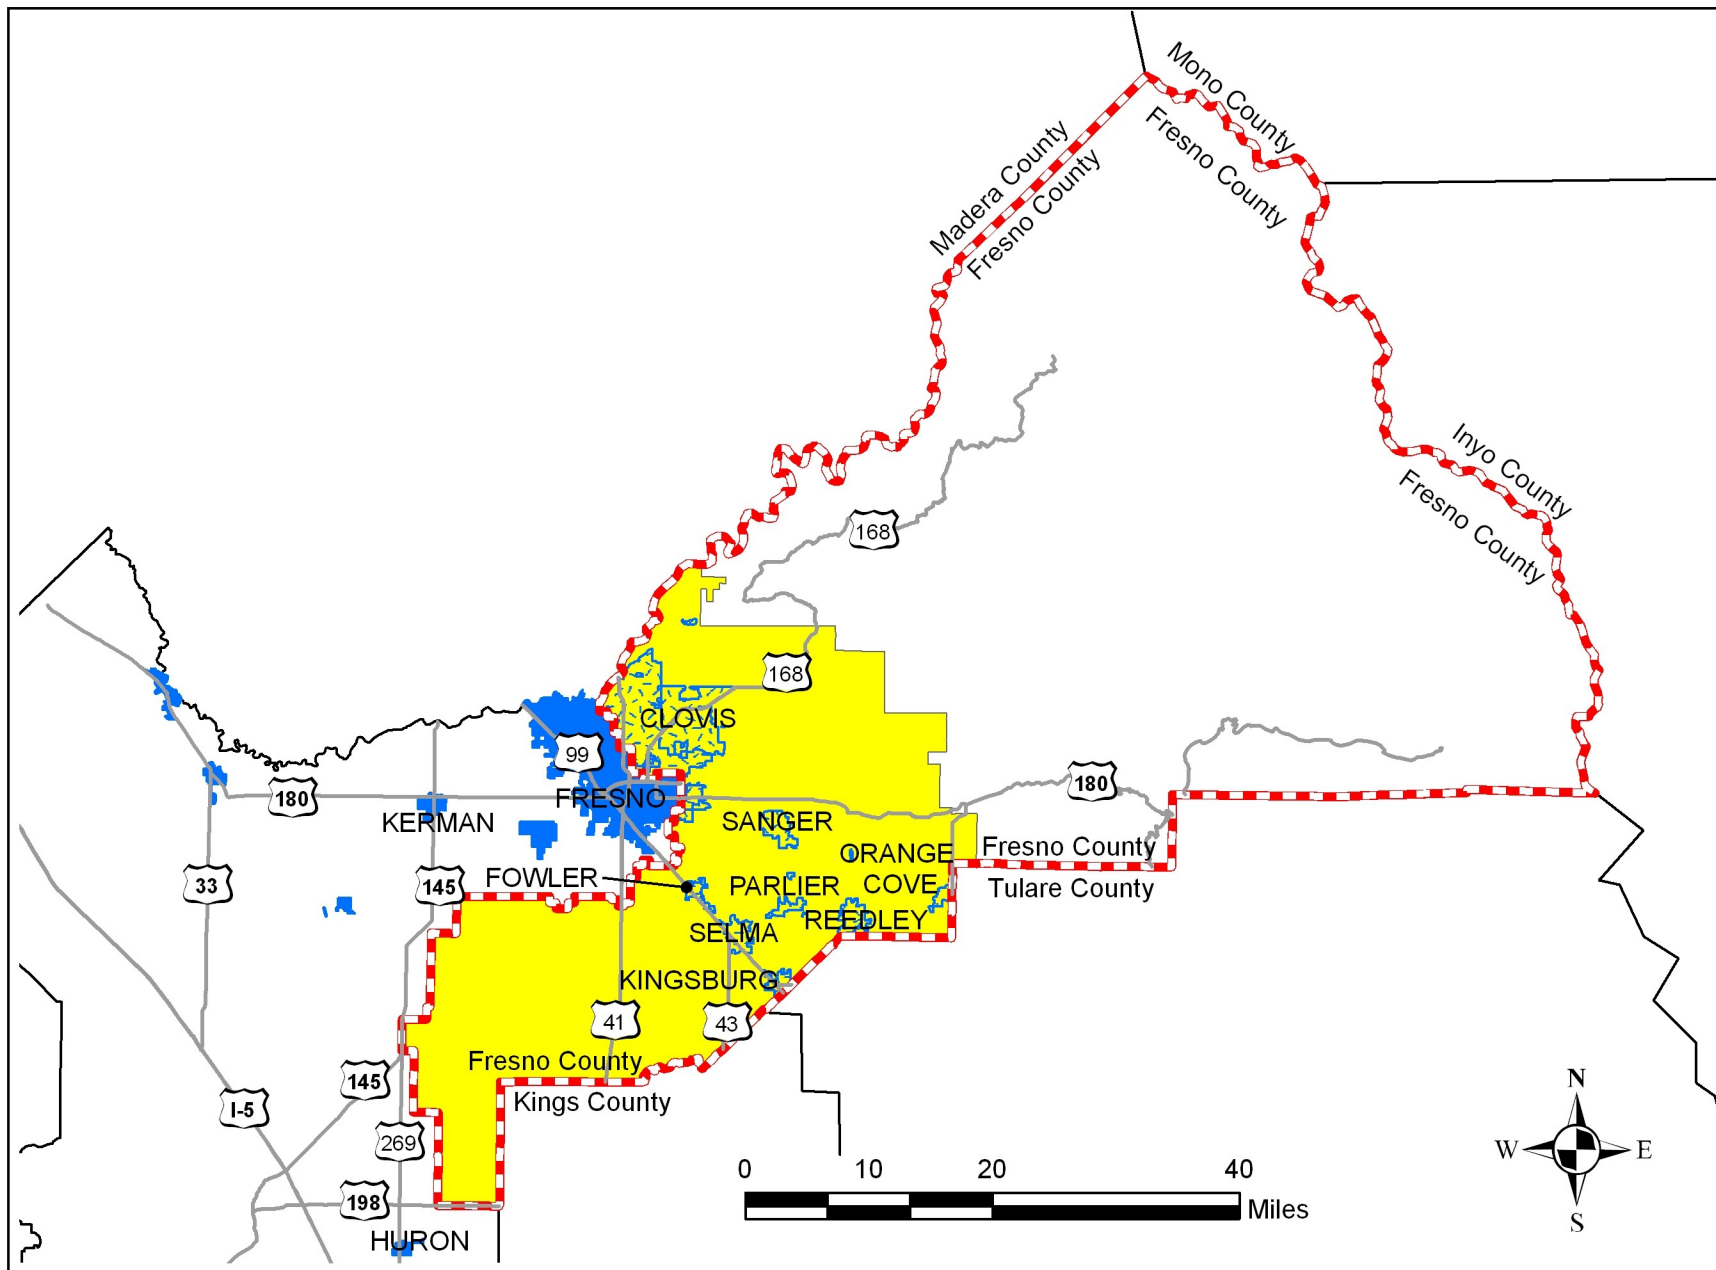 Mono County
Fresno County
Madera County
Fresno County
Inyo County
Fresno County
168
168
CLOVIS
99
180
FRESNO
180
KERMAN
SANGER
ORANGE
COVE
Fresno County
Tulare County
33
145
FOWLER
PARLIER
REEDLEY
SELMA
KINGSBURG
41
43
Fresno County
Kings County
145
I-5
269
198
HURON
0 10 20 40
Miles
N
W E
S